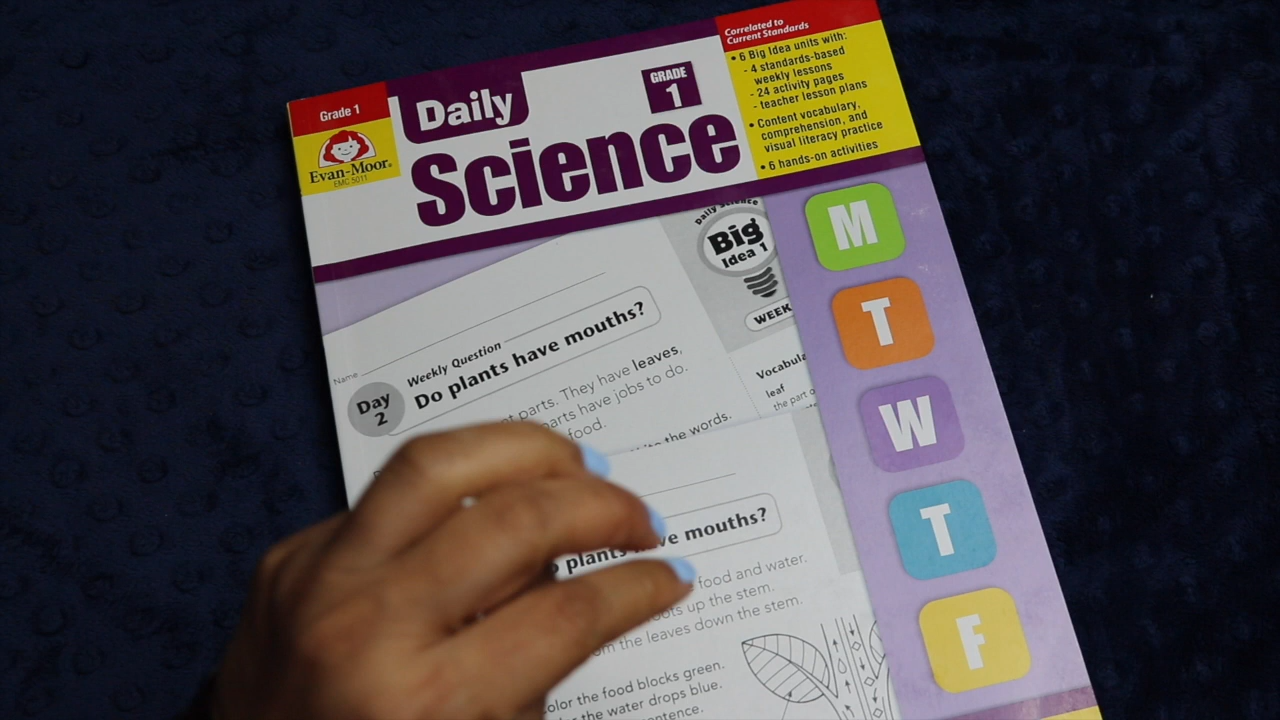 Grade 1
Evan-Moor®
EMC 5011
Daily
Science
GRADE
1
Correlated to
Current Standards
• 6 Big Idea units with:
- 4 standards-based
weekly lessons
- 24 activity pages
- teacher lesson plans
• Content vocabulary,
comprehension, and
visual literacy practice
• 6 hands-on activities
M
T
W
T
F
Daily Science
Big
Idea 1
WEEK
Name
Day
2
Weekly Question
Do plants have mouths?
parts. They have leaves,
parts have jobs to do.
food.
the words.
Vocabula
leaf
the part o
plants have mouths?
food and water.
up the stem.
the leaves down the stem.
the food blocks green.
the water drops blue.
sentence.